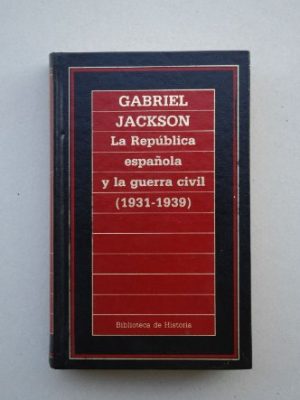 GABRIEL
JACKSON
La República
española
y la guerra civil
(1931-1939)
Biblioteca de Historia